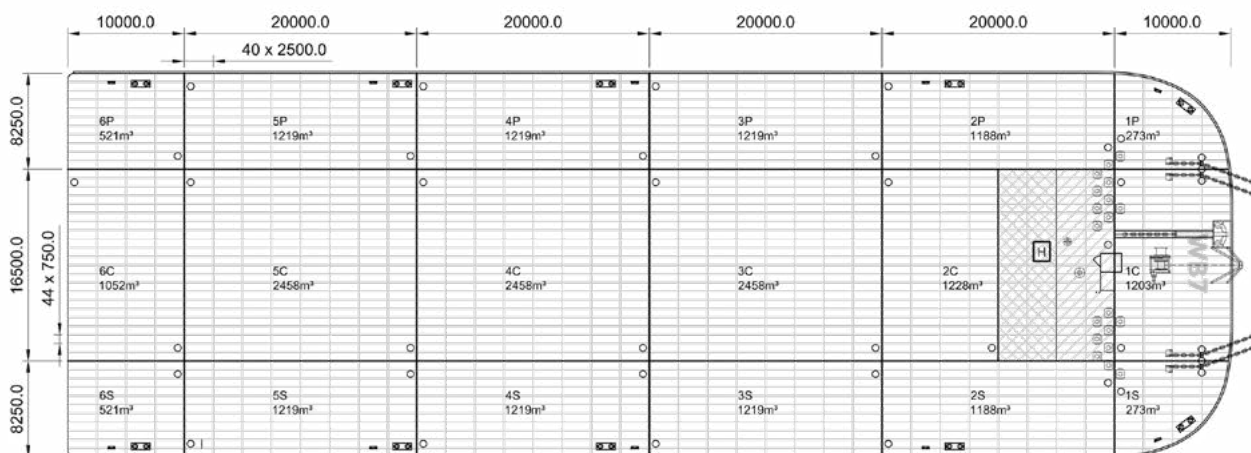 10000.0
20000.0
20000.0
20000.0
20000.0
10000.0
40 x 2500.0
8250.0
6P
521m³
5P
1219m³
4P
1219m³
3P
1219m³
2P
1188m³
1P
273m³
16500.0
44 x 750.0
6C
1052m³
5C
2458m³
4C
2458m³
3C
2458m³
2C
1228m³
H
1C
1203m³
WB7
8250.0
6S
521m³
5S
1219m³
4S
1219m³
3S
1219m³
2S
1188m³
1S
273m³